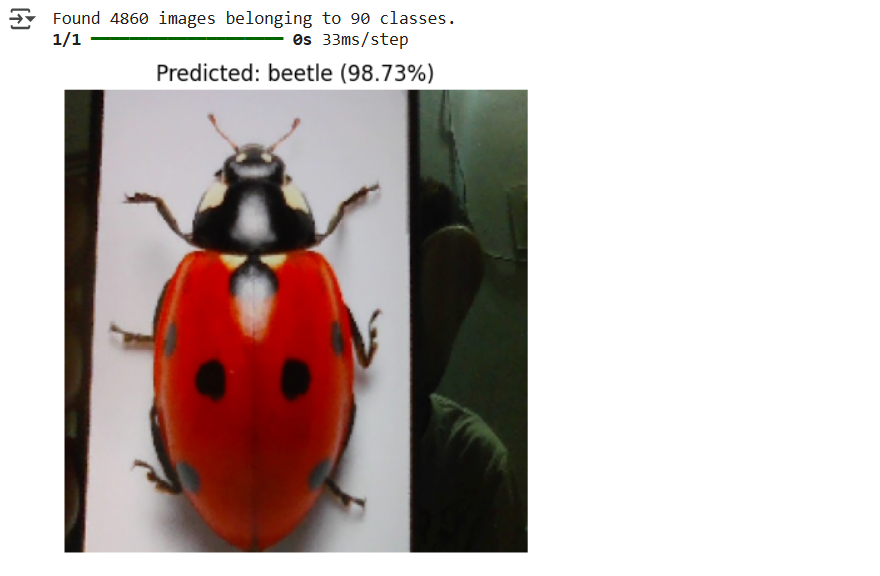 Found 4860 images belonging to 90 classes.
1/1 ━━━━━━━━━━━━━━━━━━━━ 0s 33ms/step
Predicted: beetle (98.73%)